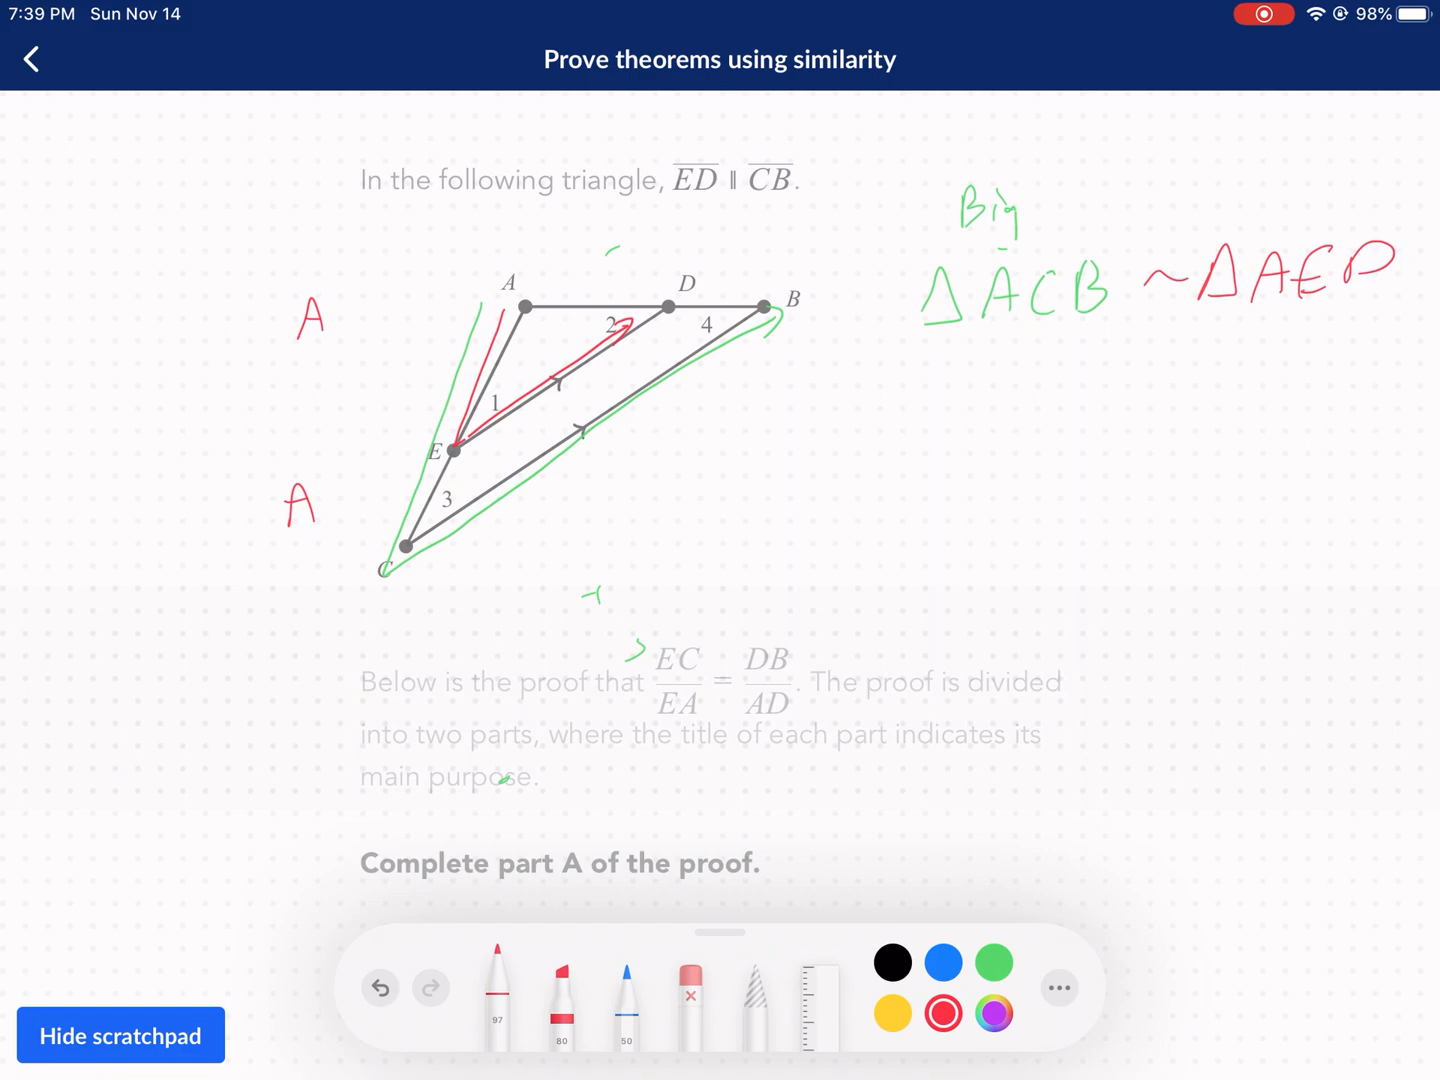 7:39 PM Sun Nov 14 98%
Prove theorems using similarity
In the following triangle, ED ∥ CB.
Big
ΔACB ~ ΔAED
A
D
B
A
2
4
1
E
A
3
C
Below is the proof that EC/EA = DB/AD. The proof is divided
into two parts, where the title of each part indicates its
main purpose.
Complete part A of the proof.
97
80
50
Hide scratchpad